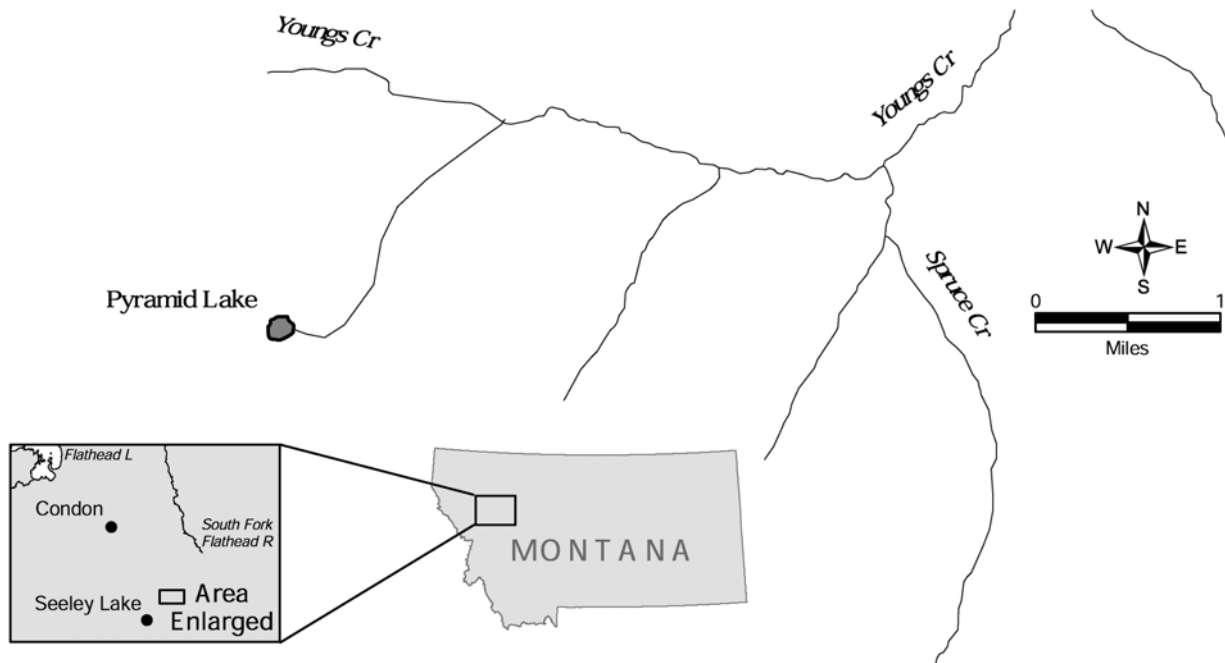 Youngs Cr
Youngs Cr
N
W E
S
Spruce Cr
0 1
Miles
Pyramid Lake
Flathead L
Condon
South Fork
Flathead R
Area
Enlarged
Seeley Lake
MONTANA